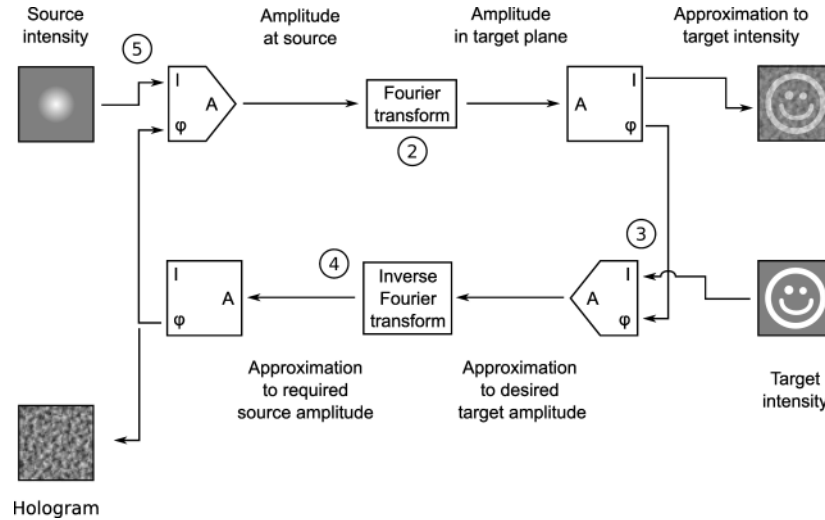 Source
intensity
5
Amplitude
at source
Amplitude
in target plane
Approximation to
target intensity
I
A
φ
Fourier
transform
2
I
A
φ
3
I
A
φ
4
Inverse
Fourier
transform
I
A
φ
Approximation
to required
source amplitude
Approximation
to desired
target amplitude
Target
intensity
Hologram